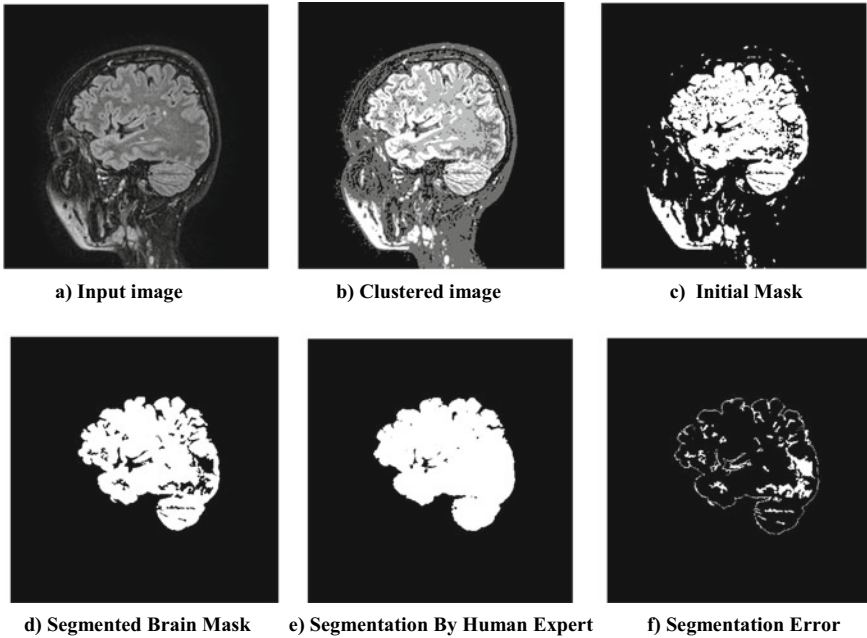 a) Input image
b) Clustered image
c) Initial Mask
d) Segmented Brain Mask
e) Segmentation By Human Expert
f) Segmentation Error